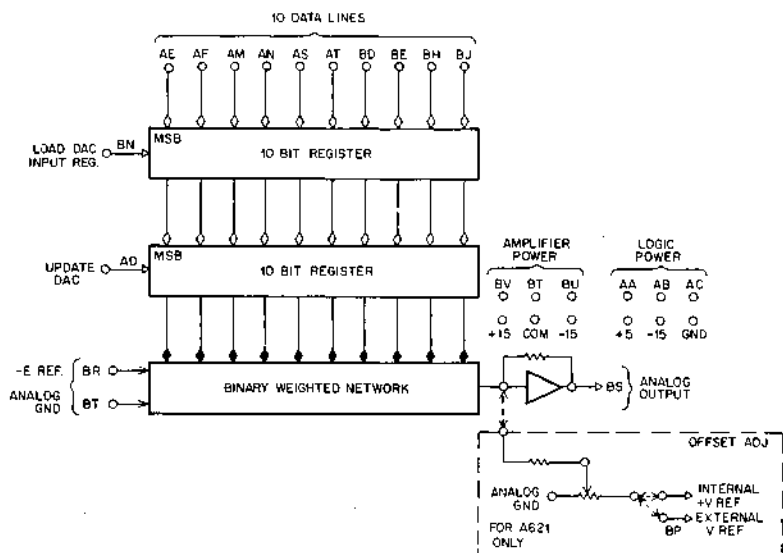 10 DATA LINES
AE AF AM AN AS AT BD BE BH BJ
LOAD DAC
INPUT REG.
BN
MSB
10 BIT REGISTER
UPDATE
DAC
AD
MSB
10 BIT REGISTER
AMPLIFIER
POWER
BV BT BU
+15 COM -15
LOGIC
POWER
AA AB AC
+5 -15 GND
-E REF.
BR
ANALOG
GND
BT
BINARY WEIGHTED NETWORK
BS
ANALOG
OUTPUT
OFFSET ADJ
ANALOG
GND
INTERNAL
+V REF
EXTERNAL
V REF
BP
FOR A621
ONLY